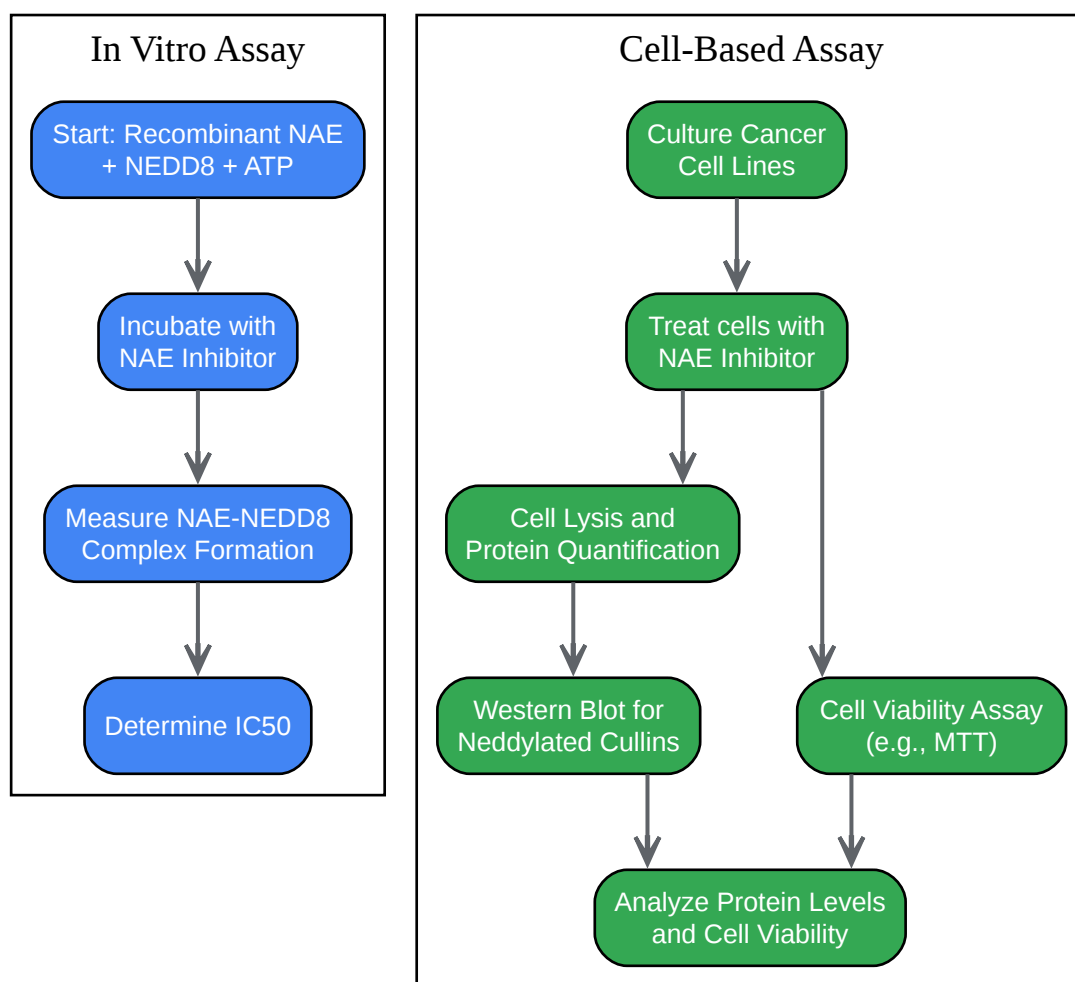 In Vitro Assay
Start: Recombinant NAE
+ NEDD8 + ATP
Incubate with
NAE Inhibitor
Measure NAE-NEDD8
Complex Formation
Determine IC50
Cell-Based Assay
Culture Cancer
Cell Lines
Treat cells with
NAE Inhibitor
Cell Lysis and
Protein Quantification
Western Blot for
Neddylated Cullins
Cell Viability Assay
(e.g., MTT)
Analyze Protein Levels
and Cell Viability